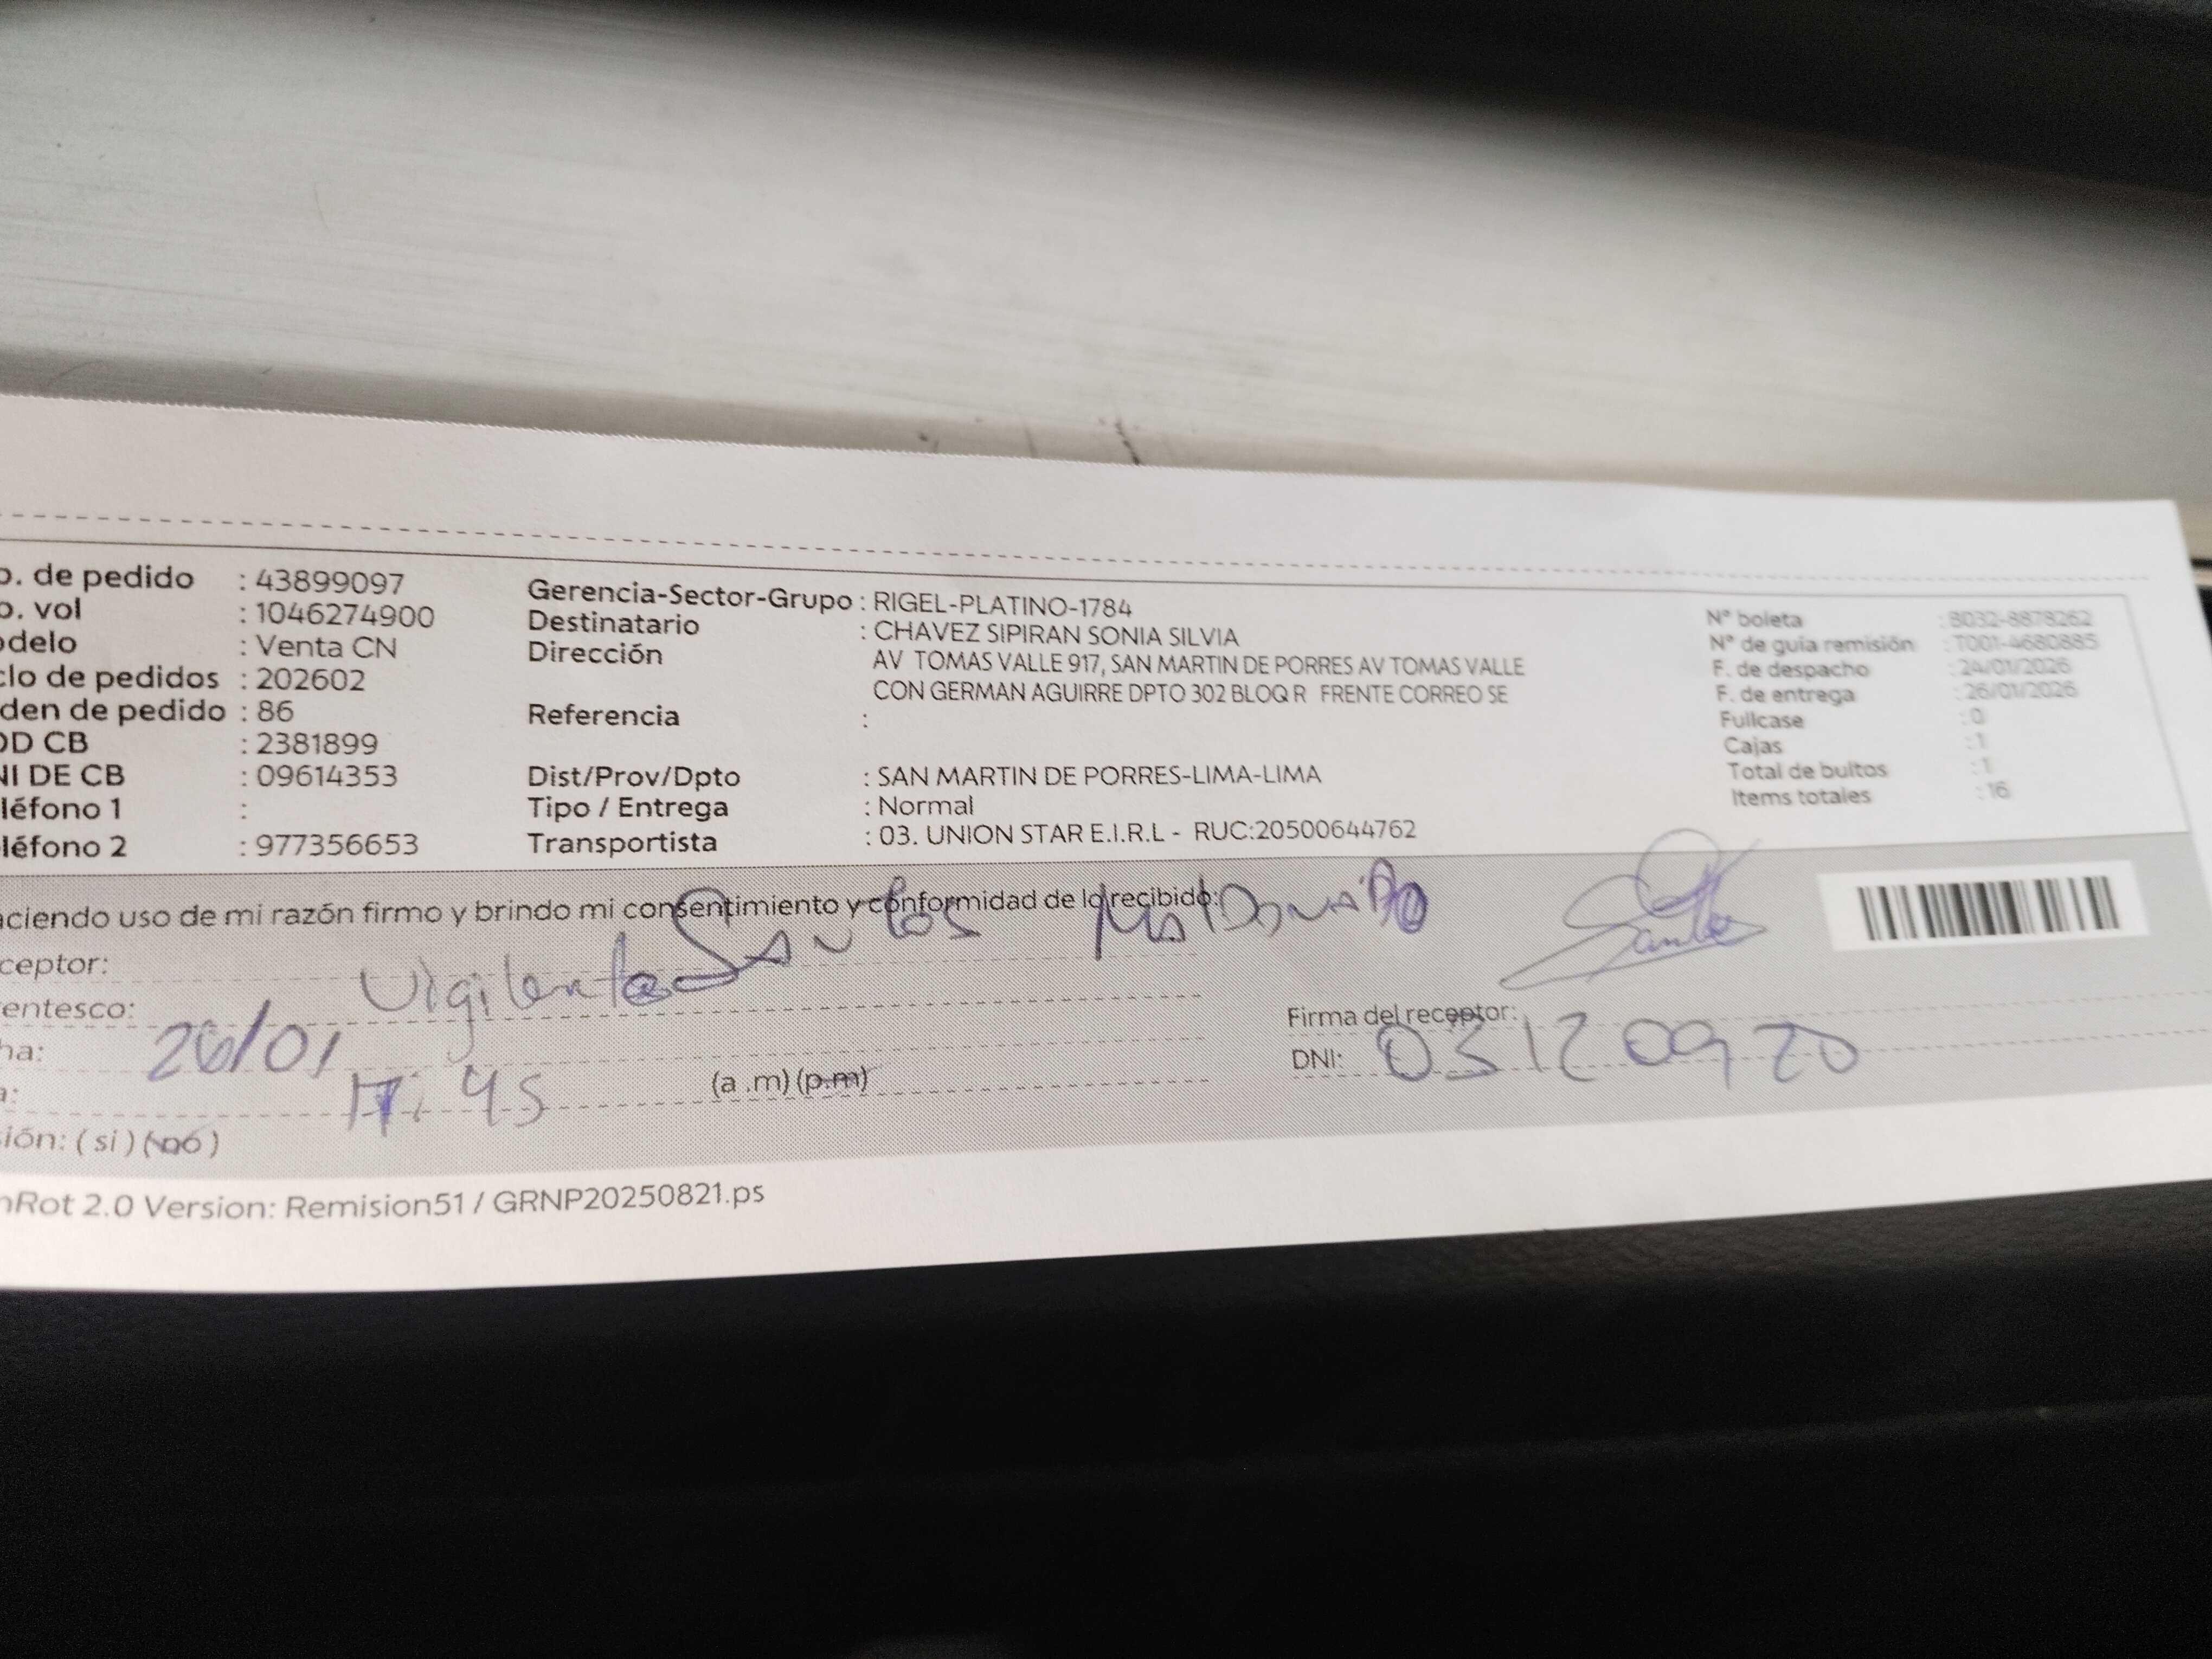 o. de pedido : 43899097
o. vol : 1046274900
odelo : Venta CN
clo de pedidos : 202602
den de pedido : 86
OD CB : 2381899
NI DE CB : 09614353
léfono 1 :
léfono 2 : 977356653
Gerencia-Sector-Grupo : RIGEL-PLATINO-1784
Destinatario : CHAVEZ SIPIRAN SONIA SILVIA
Dirección AV TOMAS VALLE 917, SAN MARTIN DE PORRES AV TOMAS VALLE
CON GERMAN AGUIRRE DPTO 302 BLOQ R FRENTE CORREO SE
Referencia :
Dist/Prov/Dpto : SAN MARTIN DE PORRES-LIMA-LIMA
Tipo / Entrega : Normal
Transportista : 03. UNION STAR E.I.R.L - RUC:20500644762
N° boleta : B032-8878262
N° de guía remisión : T001-4680885
F. de despacho : 24/01/2026
F. de entrega : 26/01/2026
Fullcase : 0
Cajas : 1
Total de bultos : 1
Items totales : 16
aciendo uso de mi razón firmo y brindo mi consentimiento y conformidad de lo recibido:
ceptor: Santos Maldonado
entesco: Vigilante
ha: 26/01
a: 17:45 (a .m) (p.m)
sión: ( si ) ( no )
Firma del receptor:
DNI: 03120920
nRot 2.0 Version: Remision51 / GRNP20250821.ps